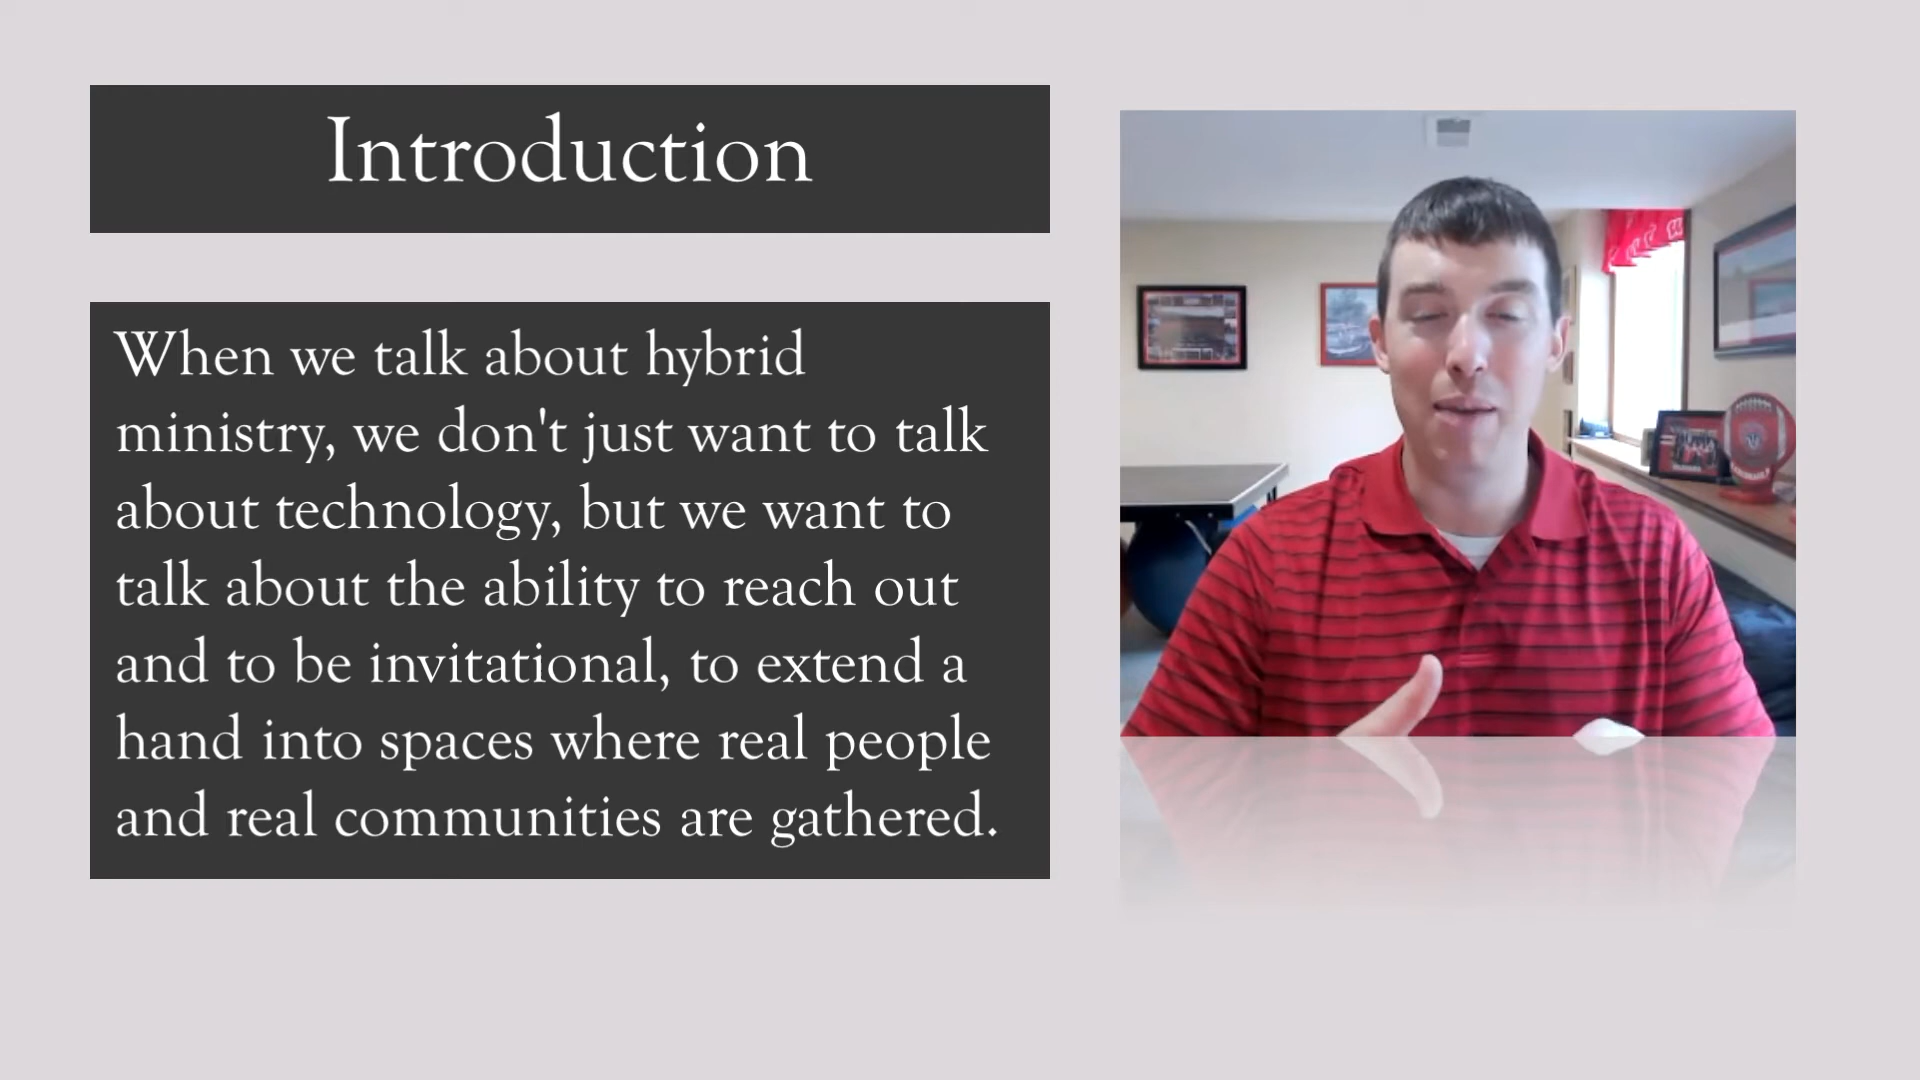 Introduction
When we talk about hybrid
ministry, we don't just want to talk
about technology, but we want to
talk about the ability to reach out
and to be invitational, to extend a
hand into spaces where real people
and real communities are gathered.